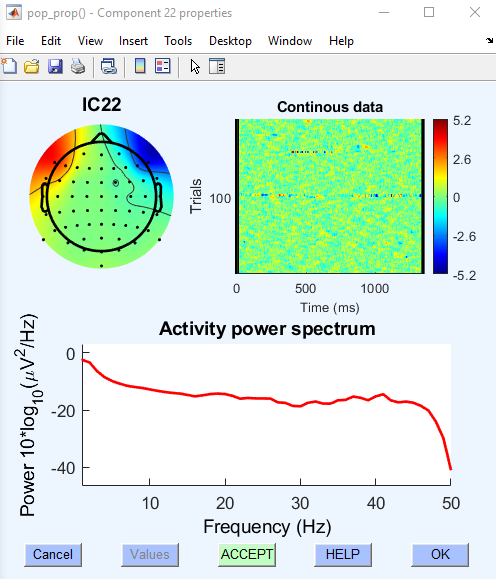 pop_prop() - Component 22 properties
File Edit View Insert Tools Desktop Window Help
IC22
Continous data
Trials
100
0 500 1000
Time (ms)
5.2
2.6
0
-2.6
-5.2
Activity power spectrum
Power 10*log10(μV2/Hz)
0
-20
-40
10 20 30 40 50
Frequency (Hz)
Cancel Values ACCEPT HELP OK